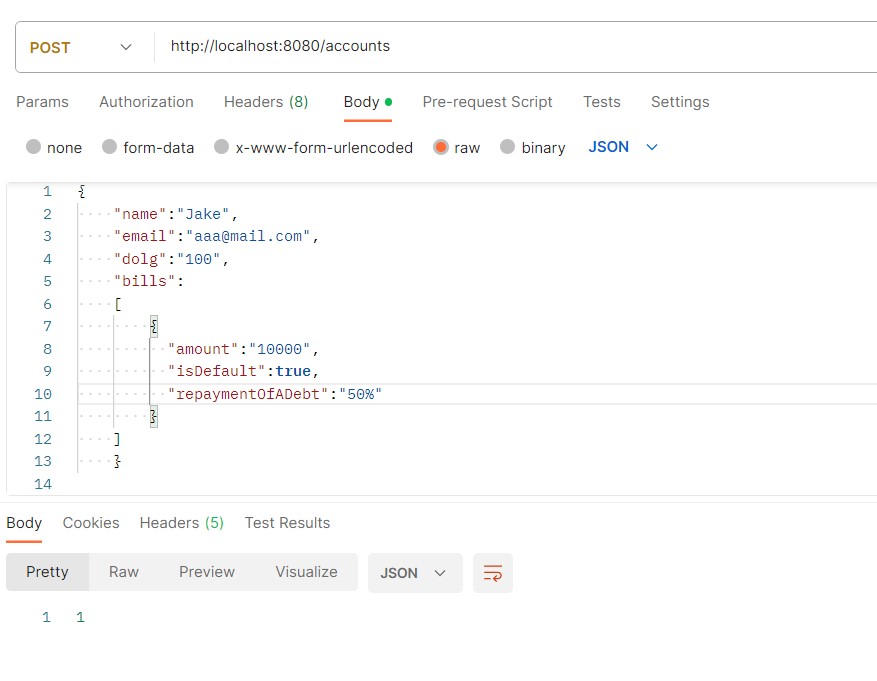 POST http://localhost:8080/accounts
Params Authorization Headers (8) Body Pre-request Script Tests Settings
none form-data x-www-form-urlencoded raw binary JSON
1 {
2 "name":"Jake",
3 "email":"aaa@mail.com",
4 "dolg":"100",
5 "bills":
6 [
7 {
8 "amount":"10000",
9 "isDefault":true,
10 "repaymentOfADebt":"50%"
11 }
12 ]
13 }
14
Body Cookies Headers (5) Test Results
Pretty Raw Preview Visualize JSON
1 1